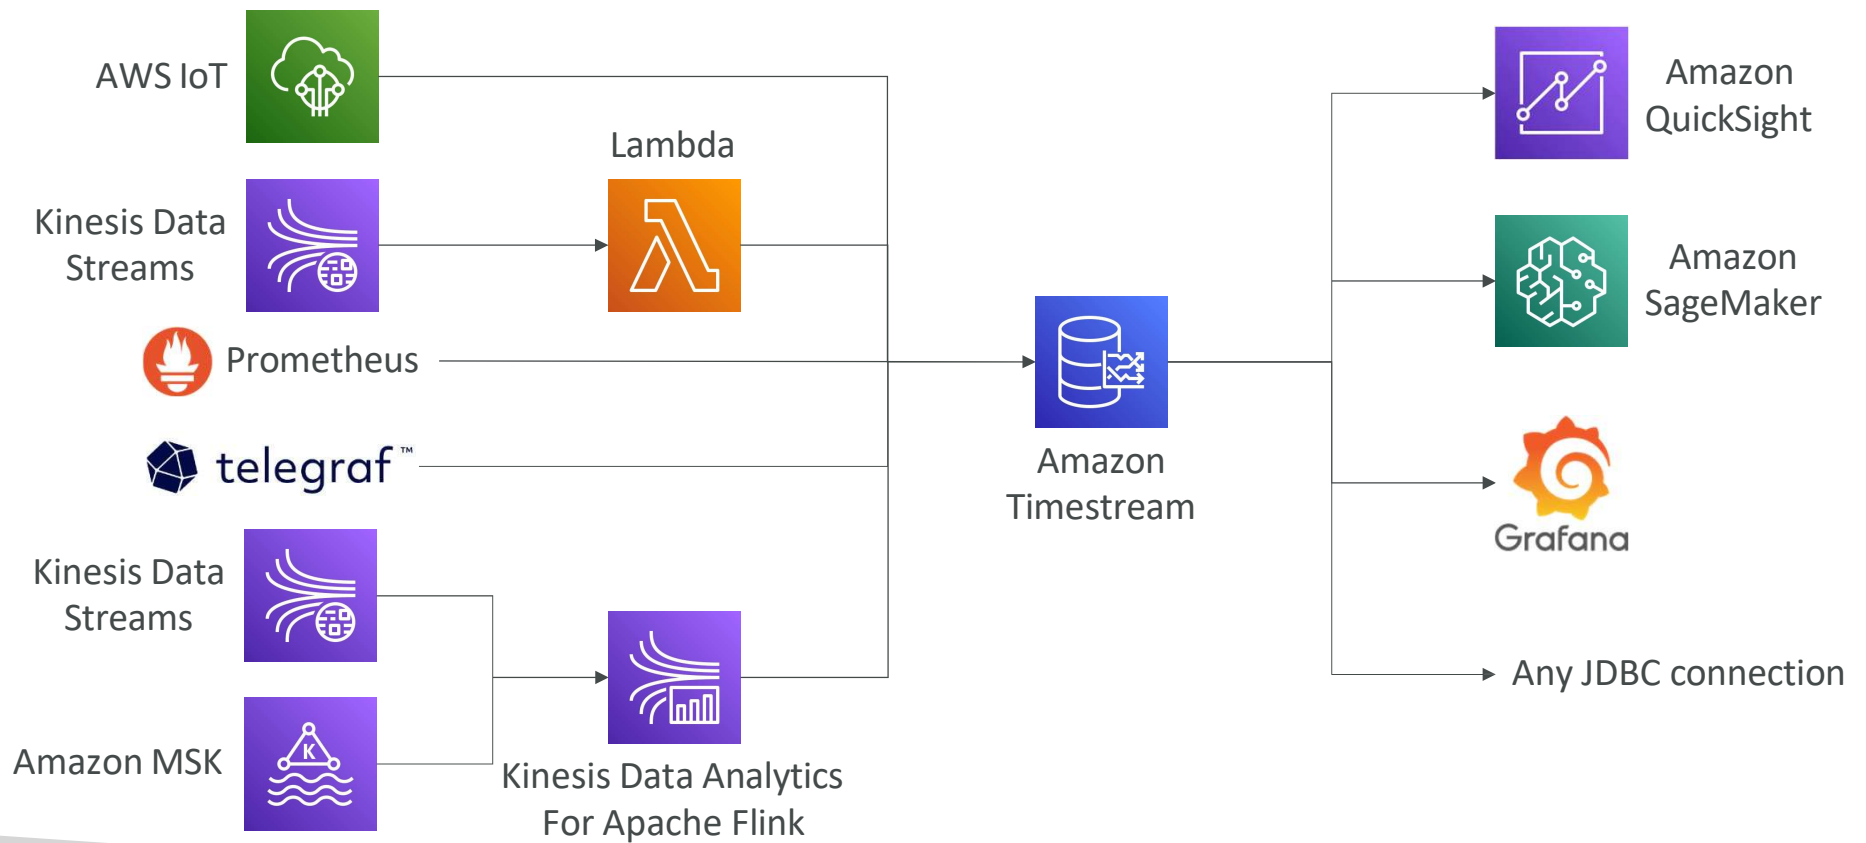 AWS IoT
Lambda
Kinesis Data
Streams
Prometheus
telegraf™
Kinesis Data
Streams
Amazon MSK
K
Kinesis Data Analytics
For Apache Flink
Amazon
Timestream
Amazon
QuickSight
Amazon
SageMaker
Grafana
Any JDBC connection